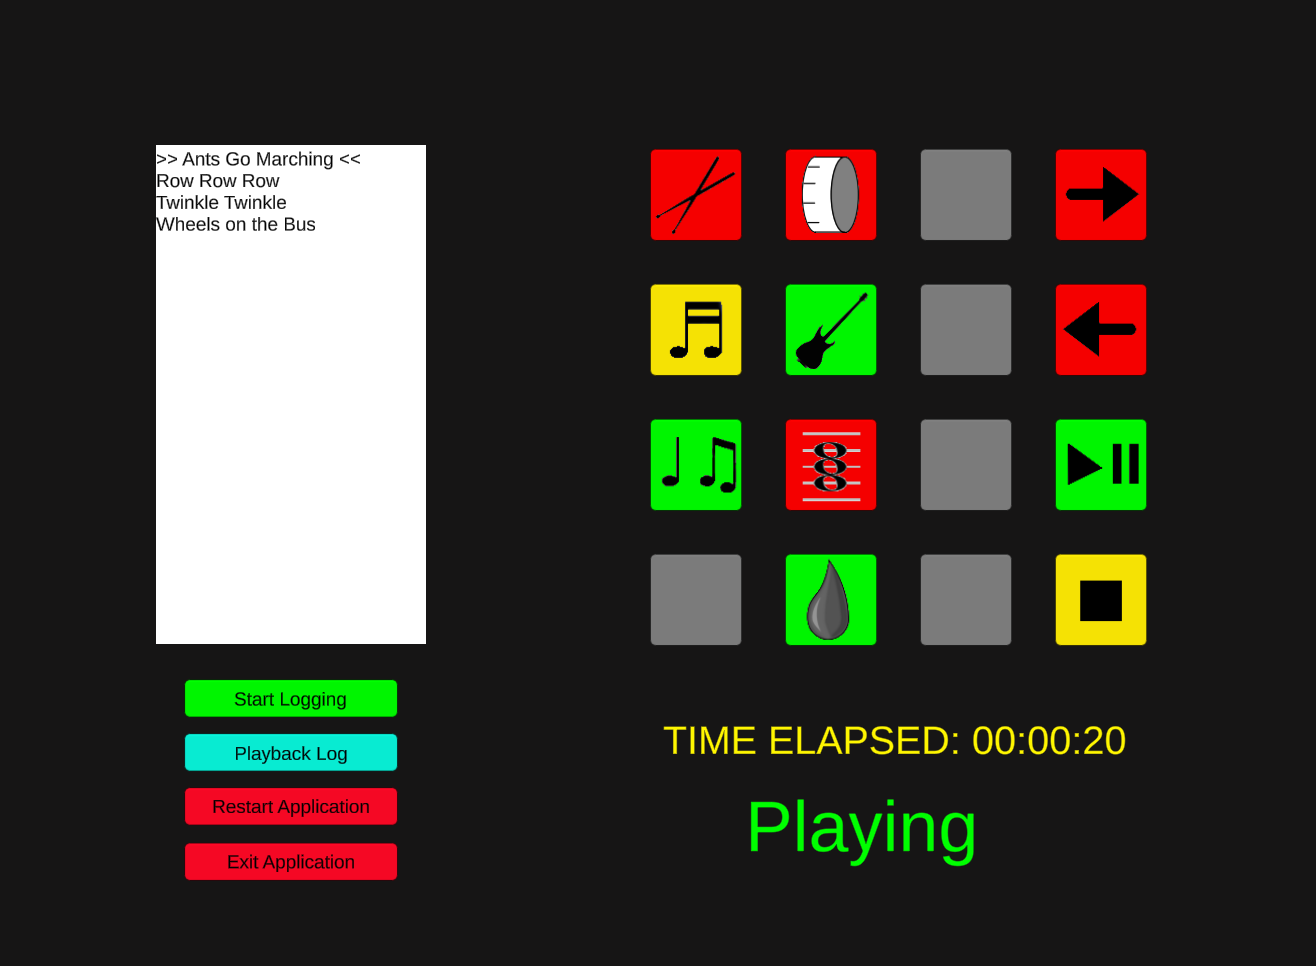 >> Ants Go Marching <<
Row Row Row
Twinkle Twinkle
Wheels on the Bus
Start Logging
Playback Log
Restart Application
Exit Application
TIME ELAPSED: 00:00:20
Playing